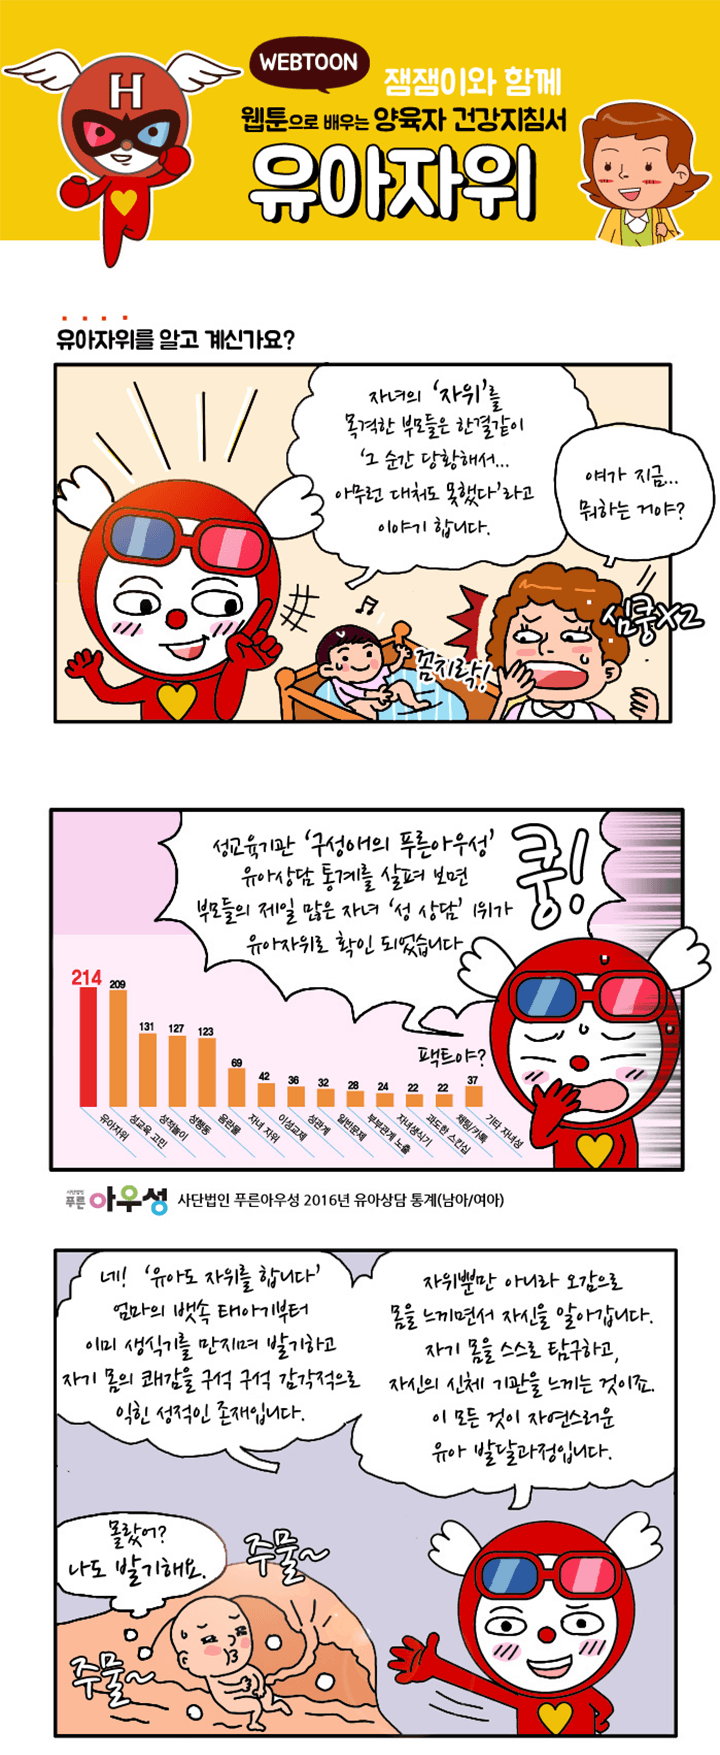 H
WEBTOON
잼잼이와 함께
웹툰으로 배우는 양육자 건강지침서
유아자위
유아자위를 알고 계신가요?
자녀의 '자위'를
목격한 부모들은 한결같이
'그 순간 당황해서...
아무런 대처도 못했다'라고
이야기 합니다.
얘가 지금...
뭐하는 거야?
심쿵X2
꼼지락!
성교육기관 '구성애의 푸른아우성'
유아상담 통계를 살펴 보면
부모들의 제일 많은 자녀 '성 상담' 1위가
유아자위로 확인 되었습니다
쿵!
팩트야?
214
209
131
127
123
69
42
36
32
28
24
22
22
37
유아자위
성교육 고민
성적놀이
성행동
음란물
자녀 자위
이성교제
성관계
일반문제
부부관계 노출
자녀생식기
과도한 스킨십
채팅/카톡
기타 자녀성
사단법인
푸른 아우성
사단법인 푸른아우성 2016년 유아상담 통계(남아/여아)
네! '유아도 자위를 합니다'
엄마의 뱃속 태아기부터
이미 생식기를 만지며 발기하고
자기 몸의 쾌감을 구석 구석 감각적으로
익힌 성적인 존재입니다.
자위뿐만 아니라 오감으로
몸을 느끼면서 자신을 알아갑니다.
자기 몸을 스스로 탐구하고,
자신의 신체 기관을 느끼는 것이죠.
이 모든 것이 자연스러운
유아 발달과정입니다.
몰랐어?
나도 발기해요.
주물~
주물~